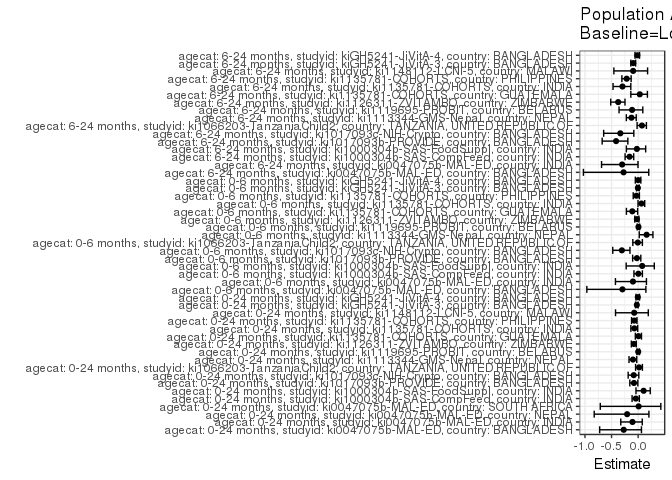 Population
Baseline=Lo
agecat: 6-24 months, studyid: kiGH5241-JiVitA-4, country: BANGLADESH
agecat: 6-24 months, studyid: kiGH5241-JiVitA-3, country: BANGLADESH
agecat: 6-24 months, studyid: ki1148112-LCNI-5, country: MALAWI
agecat: 6-24 months, studyid: ki1135781-COHORTS, country: PHILIPPINES
agecat: 6-24 months, studyid: ki1135781-COHORTS, country: INDIA
agecat: 6-24 months, studyid: ki1135781-COHORTS, country: GUATEMALA
agecat: 6-24 months, studyid: ki1126311-ZVITAMBO, country: ZIMBABWE
agecat: 6-24 months, studyid: ki1119695-PROBIT, country: BELARUS
agecat: 6-24 months, studyid: ki1113344-GMS-Nepal, country: NEPAL
agecat: 6-24 months, studyid: ki1066203-TanzaniaChild2, country: TANZANIA, UNITED REPUBLIC OF
agecat: 6-24 months, studyid: ki1017093c-NIH-Crypto, country: BANGLADESH
agecat: 6-24 months, studyid: ki1017093b-PROVIDE, country: BANGLADESH
agecat: 6-24 months, studyid: ki1000304b-SAS-FoodSuppl, country: INDIA
agecat: 6-24 months, studyid: ki1000304b-SAS-CompFeed, country: INDIA
agecat: 6-24 months, studyid: ki0047075b-MAL-ED, country: INDIA
agecat: 6-24 months, studyid: ki0047075b-MAL-ED, country: BANGLADESH
agecat: 0-6 months, studyid: kiGH5241-JiVitA-4, country: BANGLADESH
agecat: 0-6 months, studyid: kiGH5241-JiVitA-3, country: BANGLADESH
agecat: 0-6 months, studyid: ki1135781-COHORTS, country: PHILIPPINES
agecat: 0-6 months, studyid: ki1135781-COHORTS, country: INDIA
agecat: 0-6 months, studyid: ki1135781-COHORTS, country: GUATEMALA
agecat: 0-6 months, studyid: ki1126311-ZVITAMBO, country: ZIMBABWE
agecat: 0-6 months, studyid: ki1119695-PROBIT, country: BELARUS
agecat: 0-6 months, studyid: ki1113344-GMS-Nepal, country: NEPAL
agecat: 0-6 months, studyid: ki1066203-TanzaniaChild2, country: TANZANIA, UNITED REPUBLIC OF
agecat: 0-6 months, studyid: ki1017093c-NIH-Crypto, country: BANGLADESH
agecat: 0-6 months, studyid: ki1017093b-PROVIDE, country: BANGLADESH
agecat: 0-6 months, studyid: ki1000304b-SAS-FoodSuppl, country: INDIA
agecat: 0-6 months, studyid: ki1000304b-SAS-CompFeed, country: INDIA
agecat: 0-6 months, studyid: ki0047075b-MAL-ED, country: INDIA
agecat: 0-6 months, studyid: ki0047075b-MAL-ED, country: BANGLADESH
agecat: 0-24 months, studyid: kiGH5241-JiVitA-4, country: BANGLADESH
agecat: 0-24 months, studyid: kiGH5241-JiVitA-3, country: BANGLADESH
agecat: 0-24 months, studyid: ki1148112-LCNI-5, country: MALAWI
agecat: 0-24 months, studyid: ki1135781-COHORTS, country: PHILIPPINES
agecat: 0-24 months, studyid: ki1135781-COHORTS, country: INDIA
agecat: 0-24 months, studyid: ki1135781-COHORTS, country: GUATEMALA
agecat: 0-24 months, studyid: ki1126311-ZVITAMBO, country: ZIMBABWE
agecat: 0-24 months, studyid: ki1119695-PROBIT, country: BELARUS
agecat: 0-24 months, studyid: ki1113344-GMS-Nepal, country: NEPAL
agecat: 0-24 months, studyid: ki1066203-TanzaniaChild2, country: TANZANIA, UNITED REPUBLIC OF
agecat: 0-24 months, studyid: ki1017093c-NIH-Crypto, country: BANGLADESH
agecat: 0-24 months, studyid: ki1017093b-PROVIDE, country: BANGLADESH
agecat: 0-24 months, studyid: ki1000304b-SAS-FoodSuppl, country: INDIA
agecat: 0-24 months, studyid: ki1000304b-SAS-CompFeed, country: INDIA
agecat: 0-24 months, studyid: ki0047075b-MAL-ED, country: SOUTH AFRICA
agecat: 0-24 months, studyid: ki0047075b-MAL-ED, country: NEPAL
agecat: 0-24 months, studyid: ki0047075b-MAL-ED, country: INDIA
agecat: 0-24 months, studyid: ki0047075b-MAL-ED, country: BANGLADESH
-1.0 -0.5 0.0
Estimate